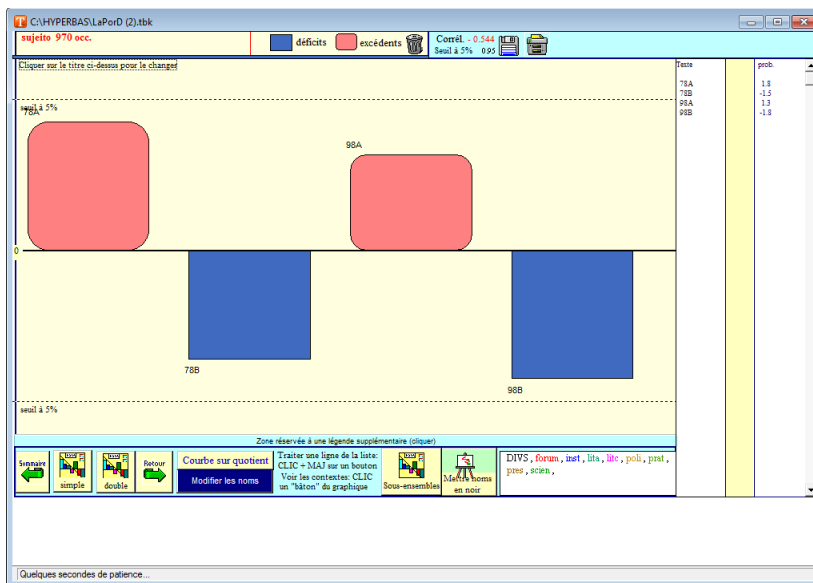 C:\HYPERBAS\LaPorD (2).tbk
sujeito 970 occ.
déficits
excédents
Corrél. - 0.544
Seuil à 5% 0.95
Cliquer sur le titre ci-dessus pour le changer
seuil à 5%
78A
98A
0
78B
98B
seuil à 5%
Texte prob.
78A 1.8
78B -1.5
98A 1.3
98B -1.8
Zone réservée à une légende supplémentaire (cliquer)
Sommaire
simple
double
Retour
Courbe sur quotient
Modifier les noms
Traiter une ligne de la liste:
CLIC + MAJ sur un bouton
Voir les contextes: CLIC
un "bâton" du graphique
Sous-ensembles
Mettre noms
en noir
DIVS , forum , inst , lita , litc , poli , prat ,
pres , scien ,
Quelques secondes de patience...